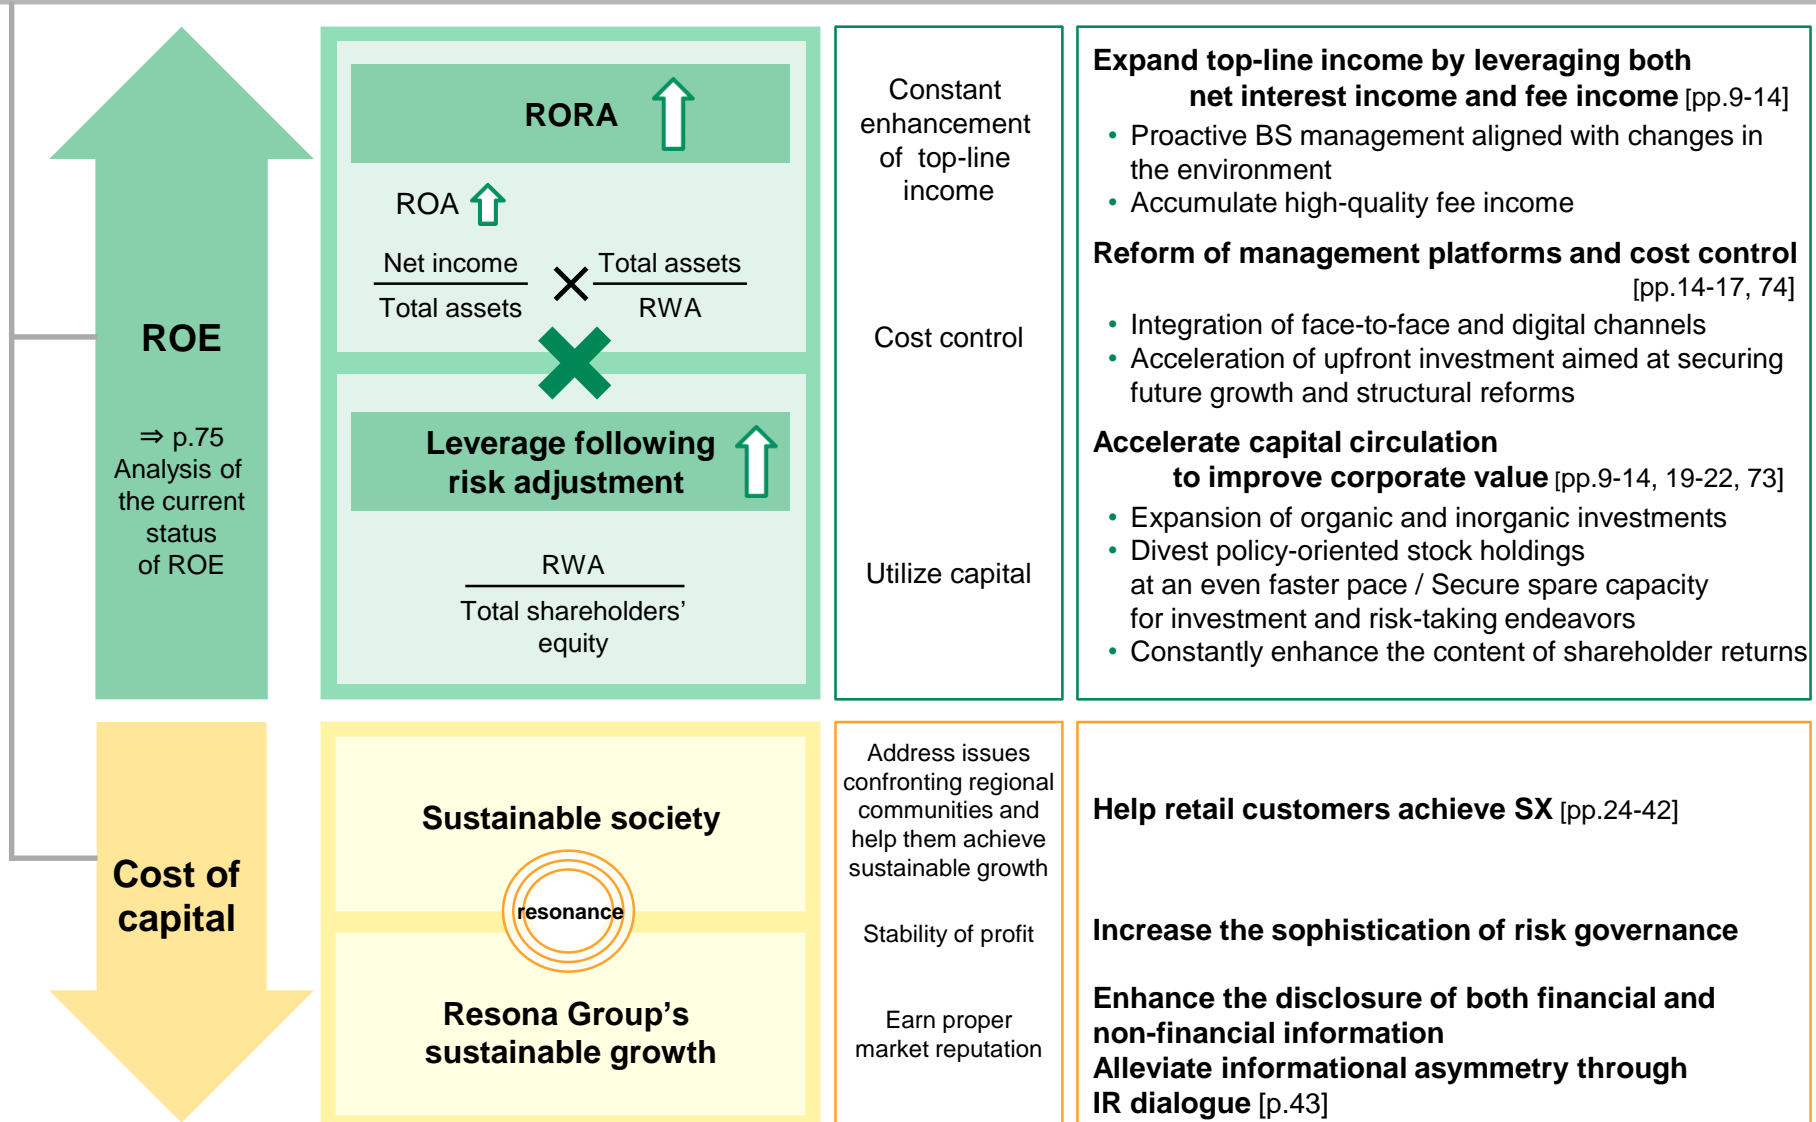 ROE
⇒ p.75
Analysis of
the current
status
of ROE
RORA
ROA
Net income
Total assets
×
Total assets
RWA
Leverage following
risk adjustment
RWA
Total shareholders’
equity
Constant
enhancement
of top-line
income
Cost control
Utilize capital
Expand top-line income by leveraging both
net interest income and fee income [pp.9-14]
• Proactive BS management aligned with changes in
the environment
• Accumulate high-quality fee income
Reform of management platforms and cost control
[pp.14-17, 74]
• Integration of face-to-face and digital channels
• Acceleration of upfront investment aimed at securing
future growth and structural reforms
Accelerate capital circulation
to improve corporate value [pp.9-14, 19-22, 73]
• Expansion of organic and inorganic investments
• Divest policy-oriented stock holdings
at an even faster pace / Secure spare capacity
for investment and risk-taking endeavors
• Constantly enhance the content of shareholder returns
Cost of
capital
Sustainable society
resonance
Resona Group’s
sustainable growth
Address issues
confronting regional
communities and
help them achieve
sustainable growth
Stability of profit
Earn proper
market reputation
Help retail customers achieve SX [pp.24-42]
Increase the sophistication of risk governance
Enhance the disclosure of both financial and
non-financial information
Alleviate informational asymmetry through
IR dialogue [p.43]